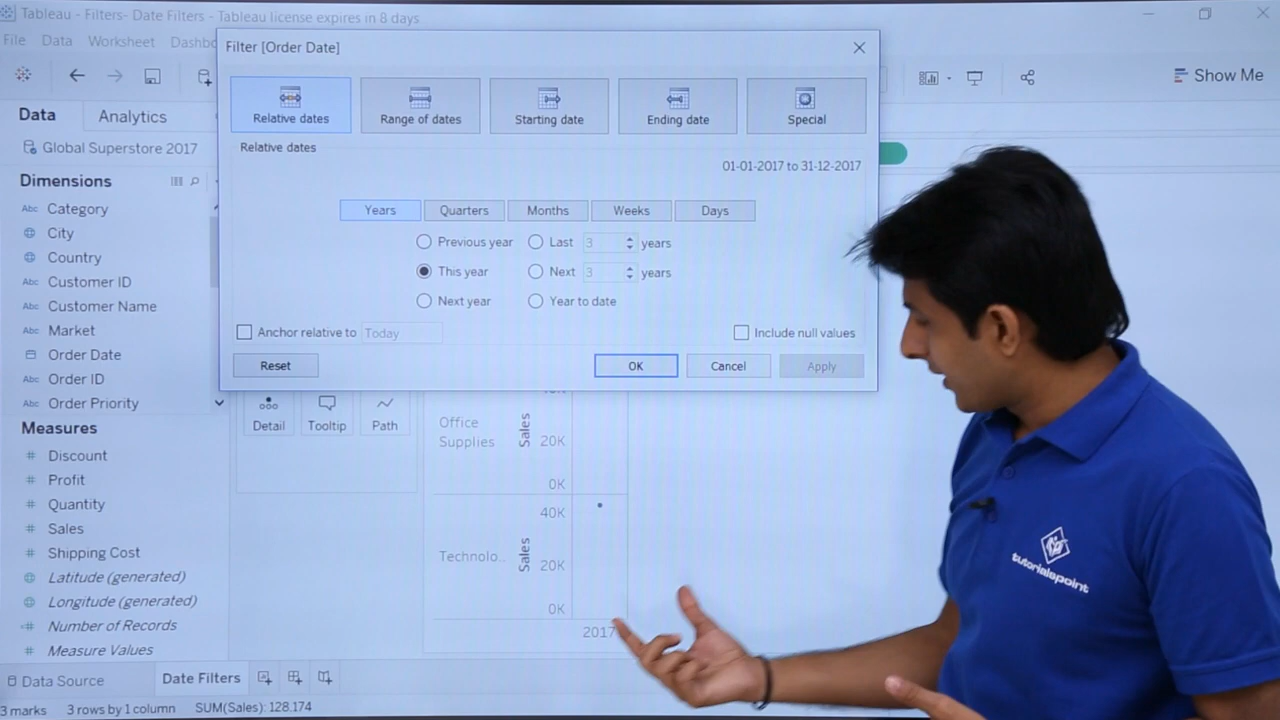 Tableau - Filters- Date Filters - Tableau license expires in 8 days
File Data Worksheet Dashbo
Show Me
Data Analytics
Global Superstore 2017
Dimensions
Abc Category
City
Country
Abc Customer ID
Abc Customer Name
Abc Market
Order Date
Abc Order ID
Abc Order Priority
Measures
# Discount
# Profit
# Quantity
# Sales
# Shipping Cost
Latitude (generated)
Longitude (generated)
Number of Records
# Measure Values
Filter [Order Date]
Relative dates Range of dates Starting date Ending date Special
Relative dates
01-01-2017 to 31-12-2017
Years Quarters Months Weeks Days
Previous year Last 3 years
This year Next 3 years
Next year Year to date
Anchor relative to Today Include null values
Reset OK Cancel Apply
Detail Tooltip Path
Office
Supplies
Sales
20K
0K
Technolo..
Sales
40K
20K
0K
2017
tutorialspoint
Data Source Date Filters
3 marks 3 rows by 1 column SUM(Sales): 128.174